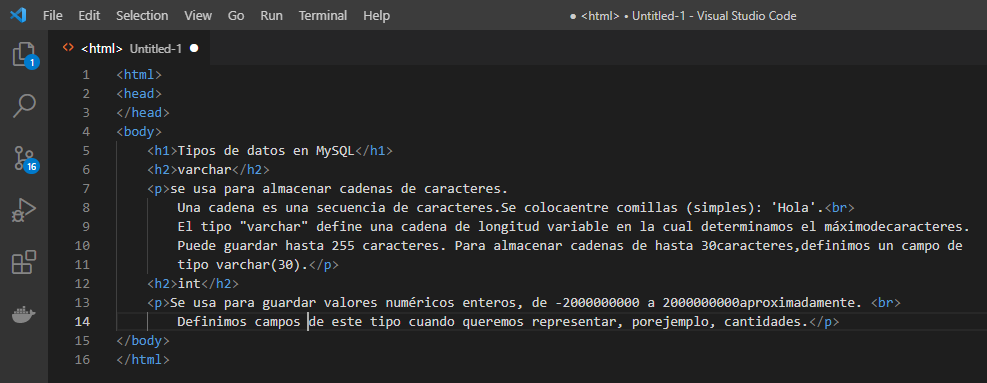 File Edit Selection View Go Run Terminal Help ● <html> • Untitled-1 - Visual Studio Code
<> <html> Untitled-1 ●
1 <html>
2 <head>
3 </head>
4 <body>
5 <h1>Tipos de datos en MySQL</h1>
6 <h2>varchar</h2>
7 <p>se usa para almacenar cadenas de caracteres.
8 Una cadena es una secuencia de caracteres.Se colocaentre comillas (simples): 'Hola'.<br>
9 El tipo "varchar" define una cadena de longitud variable en la cual determinamos el máximodecaracteres.
10 Puede guardar hasta 255 caracteres. Para almacenar cadenas de hasta 30caracteres,definimos un campo de
11 tipo varchar(30).</p>
12 <h2>int</h2>
13 <p>Se usa para guardar valores numéricos enteros, de -2000000000 a 2000000000aproximadamente. <br>
14 Definimos campos de este tipo cuando queremos representar, porejemplo, cantidades.</p>
15 </body>
16 </html>
1
16